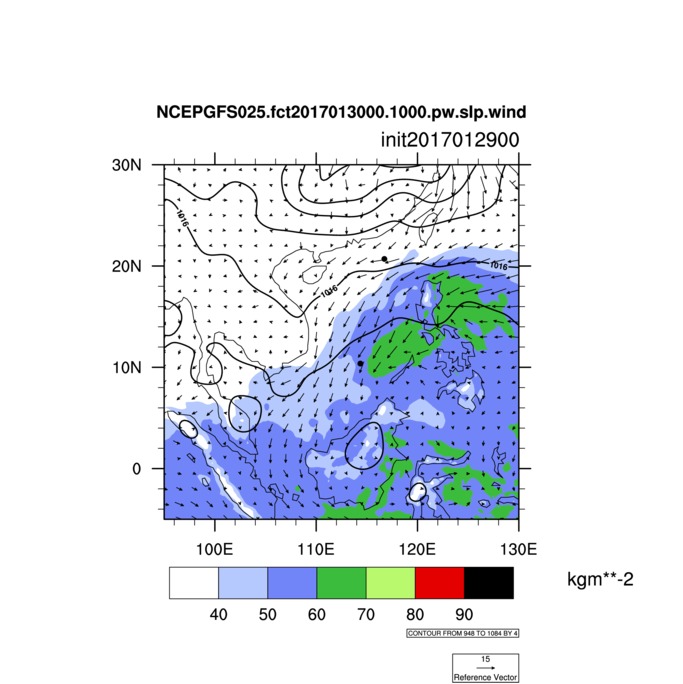 NCEPGFS025.fct2017013000.1000.pw.slp.wind
init2017012900
30N
20N
10N
0
1016
1016
1016
100E 110E 120E 130E
kgm**-2
40 50 60 70 80 90
CONTOUR FROM 948 TO 1084 BY 4
15
Reference Vector